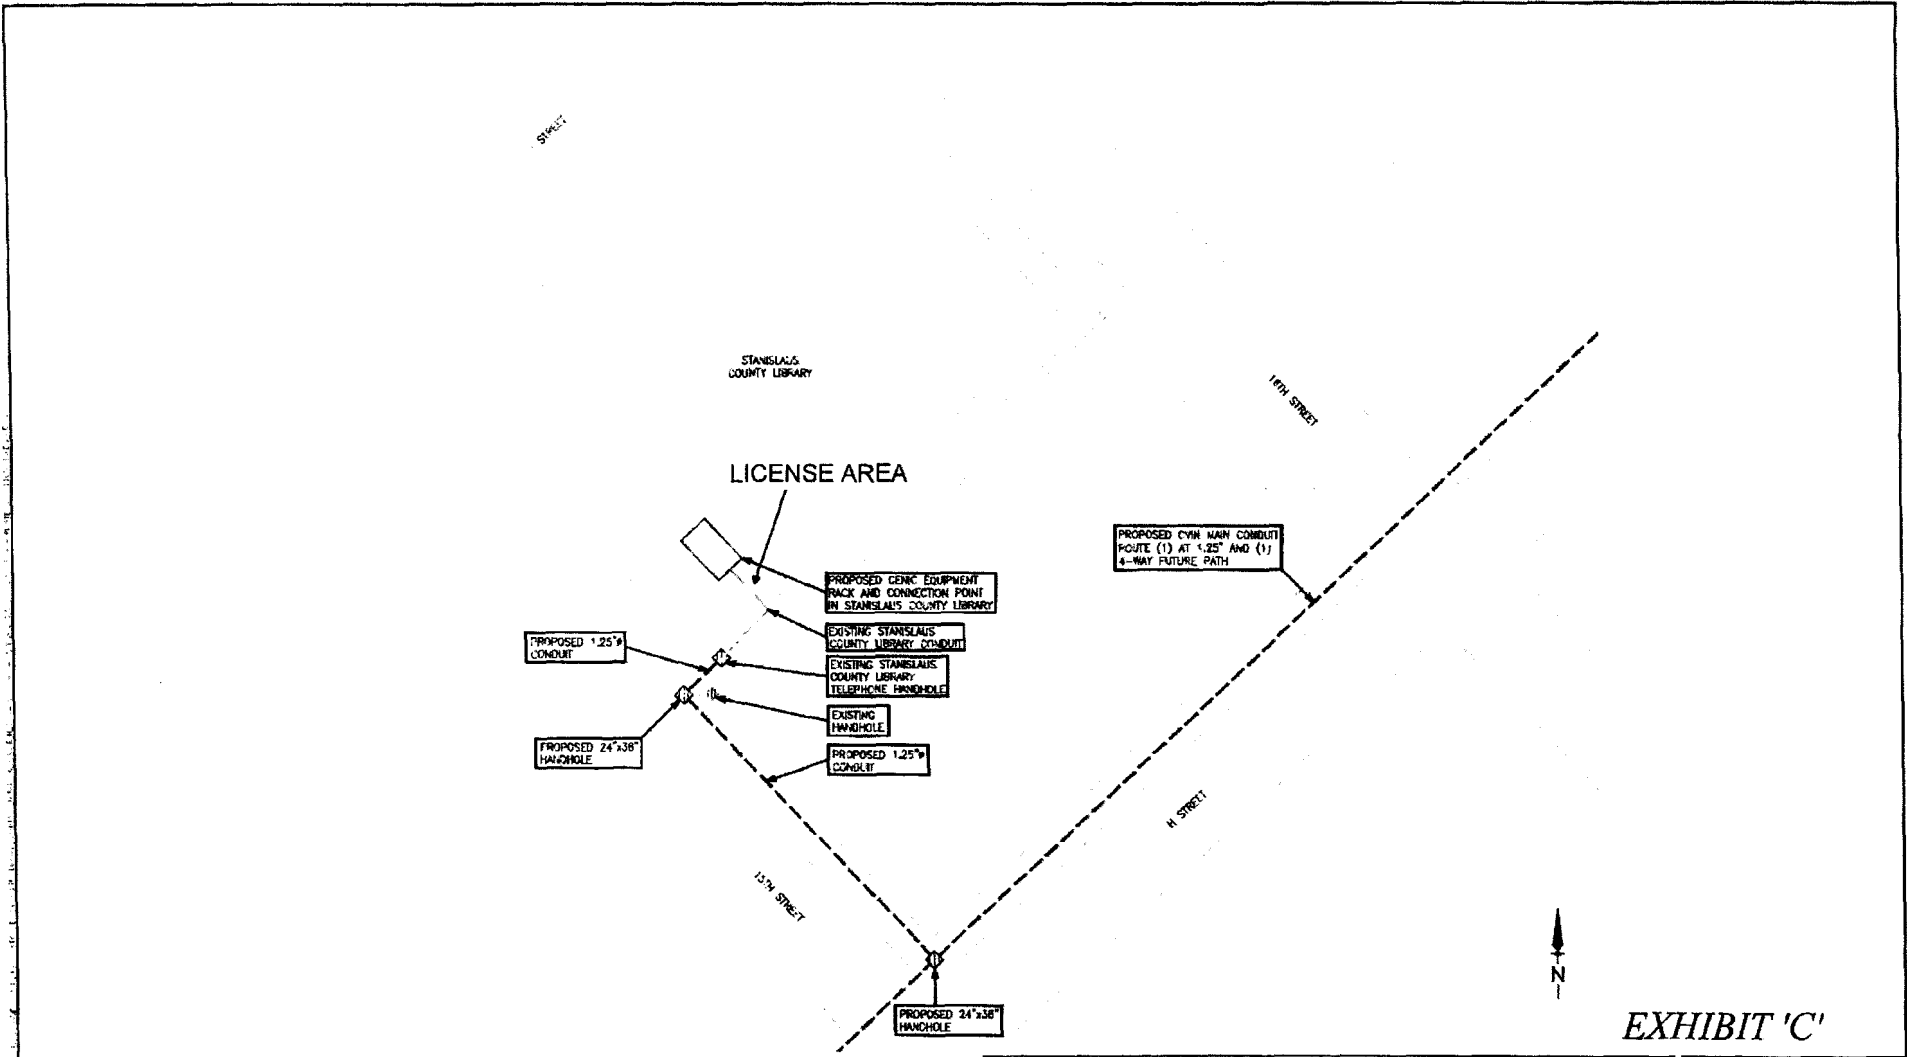 STREET
STANISLAUS
COUNTY LIBRARY
16TH STREET
LICENSE AREA
PROPOSED CVIN MAIN CONDUIT
ROUTE (1) AT 1.25" AND (1)
4-WAY FUTURE PATH
PROPOSED CENIC EQUIPMENT
RACK AND CONNECTION POINT
IN STANISLAUS COUNTY LIBRARY
EXISTING STANISLAUS
COUNTY LIBRARY CONDUIT
PROPOSED 1.25"ø
CONDUIT
EXISTING STANISLAUS
COUNTY LIBRARY
TELEPHONE HANDHOLE
EXISTING
HANDHOLE
PROPOSED 24"x36"
HANDHOLE
PROPOSED 1.25"ø
CONDUIT
H STREET
15TH STREET
N
PROPOSED 24"x36"
HANDHOLE
EXHIBIT 'C'